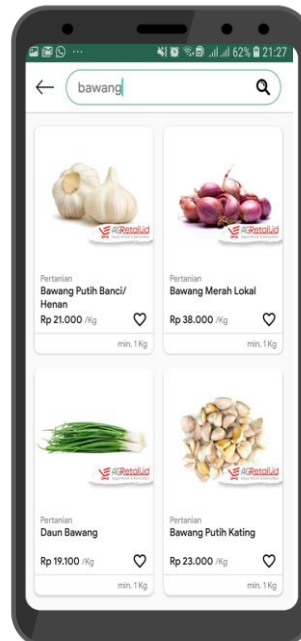 62% 21:27
bawang
AGRetail.id
AGRetail.id
Pertanian
Bawang Putih Banci/
Henan
Rp 21.000 /Kg
min. 1 Kg
Pertanian
Bawang Merah Lokal
Rp 38.000 /Kg
min. 1 Kg
AGRetail.id
AGRetail.id
Pertanian
Daun Bawang
Rp 19.100 /Kg
min. 1 Kg
Pertanian
Bawang Putih Kating
Rp 23.000 /Kg
min. 1 Kg